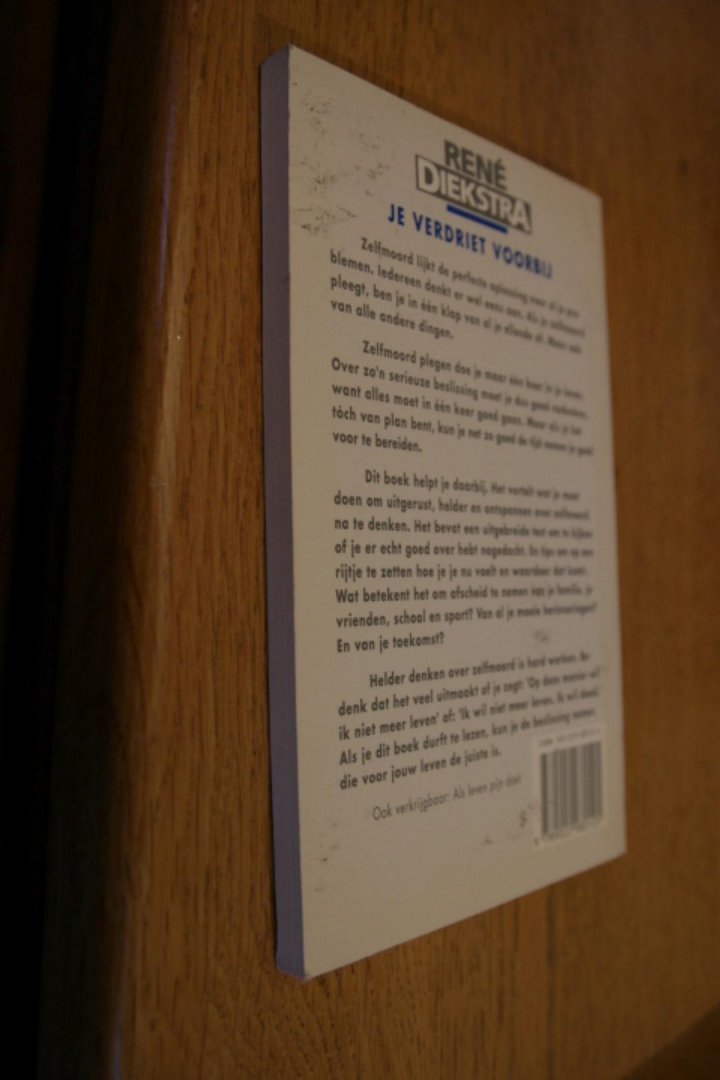 RENÉ
DIEKSTRA
JE VERDRIET VOORBIJ
Zelfmoord lijkt de perfecte oplossing voor al je pro-
blemen. Iedereen denkt er wel eens aan. Als je zelfmoord
pleegt, ben je in één klap van al je ellende af. Maar ook
van alle andere dingen.
Zelfmoord plegen doe je maar één keer in je leven.
Over zo'n serieuze beslissing moet je dus goed nadenken,
want alles moet in één keer goed gaan. Maar als je het
tòch van plan bent, kun je net zo goed de tijd nemen je goed
voor te bereiden.
Dit boek helpt je daarbij. Het vertelt wat je moet
doen om uitgerust, helder en ontspannen over zelfmoord
na te denken. Het bevat een uitgebreide test om te kijken
of je er echt goed over hebt nagedacht. En tips om op een
rijtje te zetten hoe je je nu voelt en waardoor dat komt.
Wat betekent het om afscheid te nemen van je familie, je
vrienden, school en sport? Van al je mooie herinneringen?
En van je toekomst?
Helder denken over zelfmoord is hard werken. Be-
denk dat het veel uitmaakt of je zegt: 'Op deze manier wil
ik niet meer leven' of: 'Ik wil niet meer leven, ik wil dood.'
Als je dit boek durft te lezen, kun je de beslissing nemen
die voor jouw leven de juiste is.
Ook verkrijgbaar: Als leven pijn doet
S